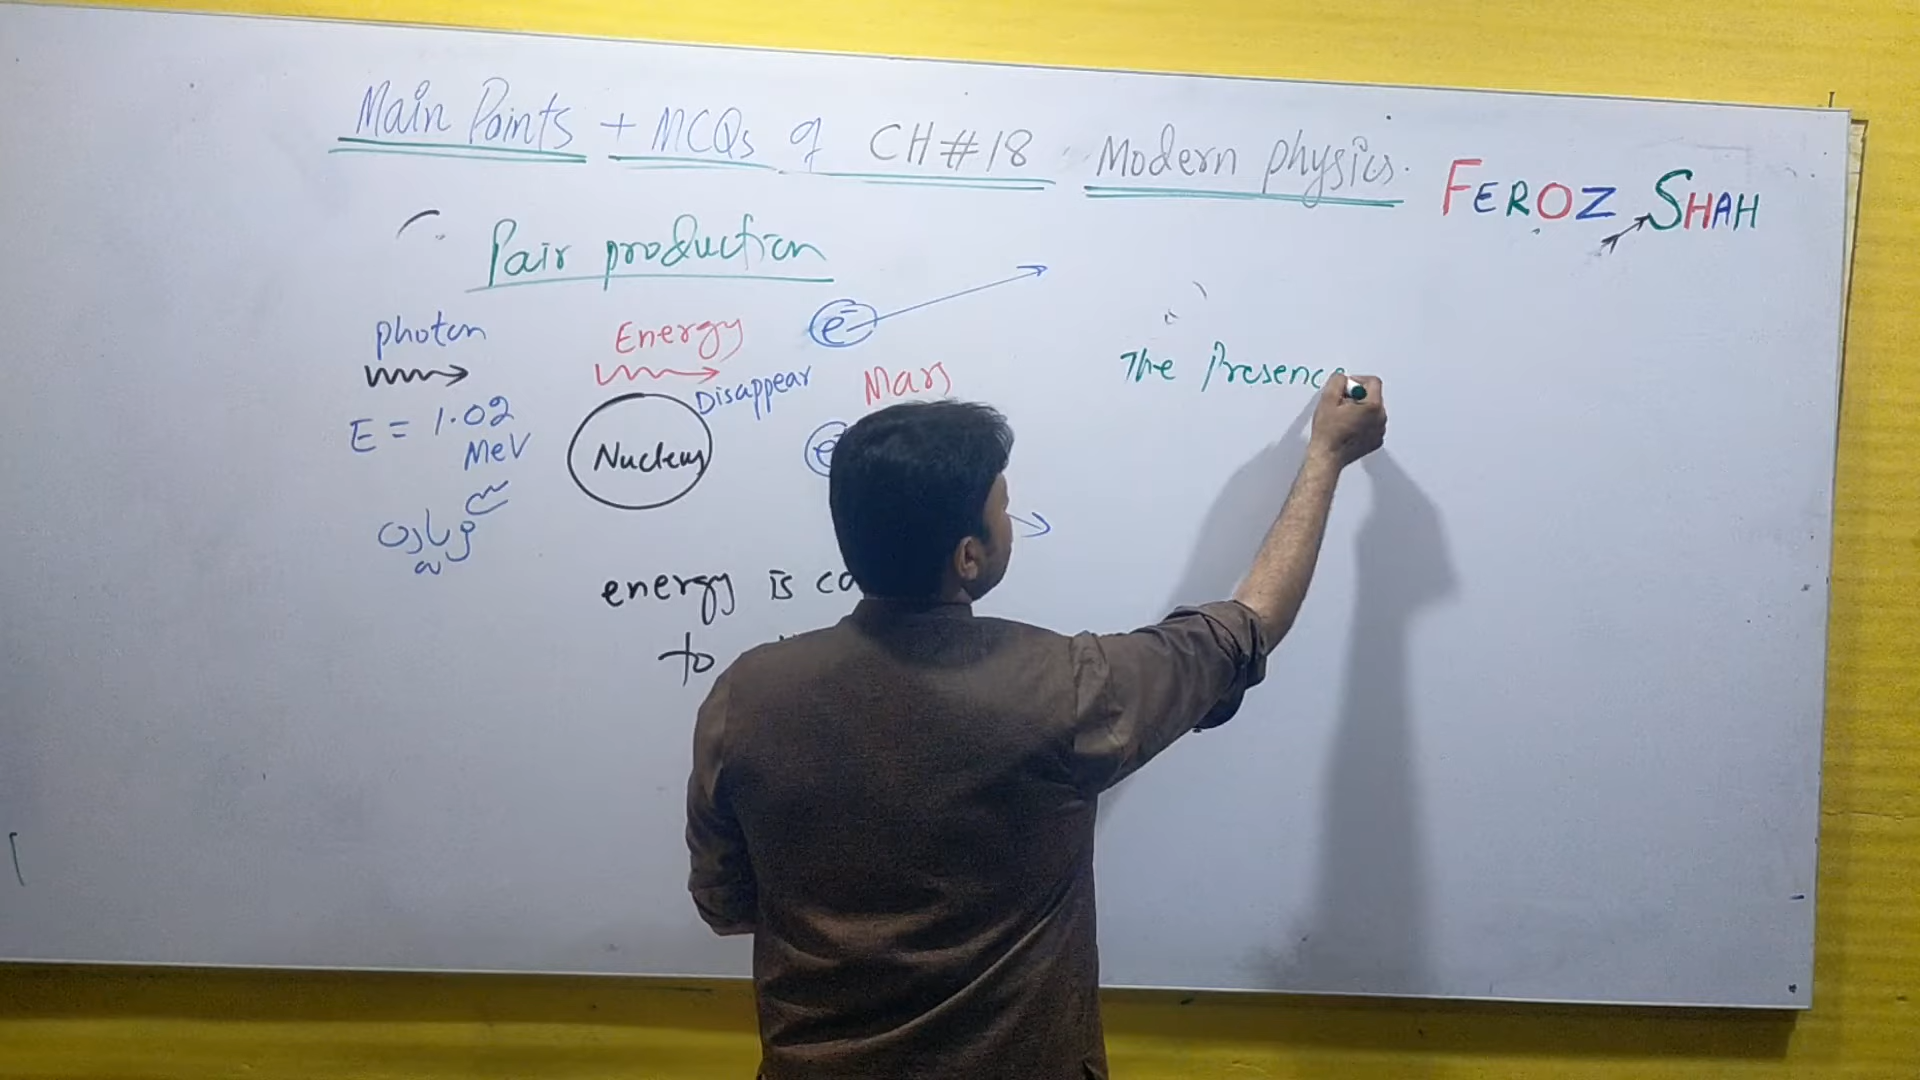 Main Points + MCQs of CH#18 Modern physics.
FEROZ SHAH
Pair production
photon
Energy
e-
Disappear
Mass
E = 1.02
MeV
Nucleus
e
زیادہ
energy is co
to
The Presence